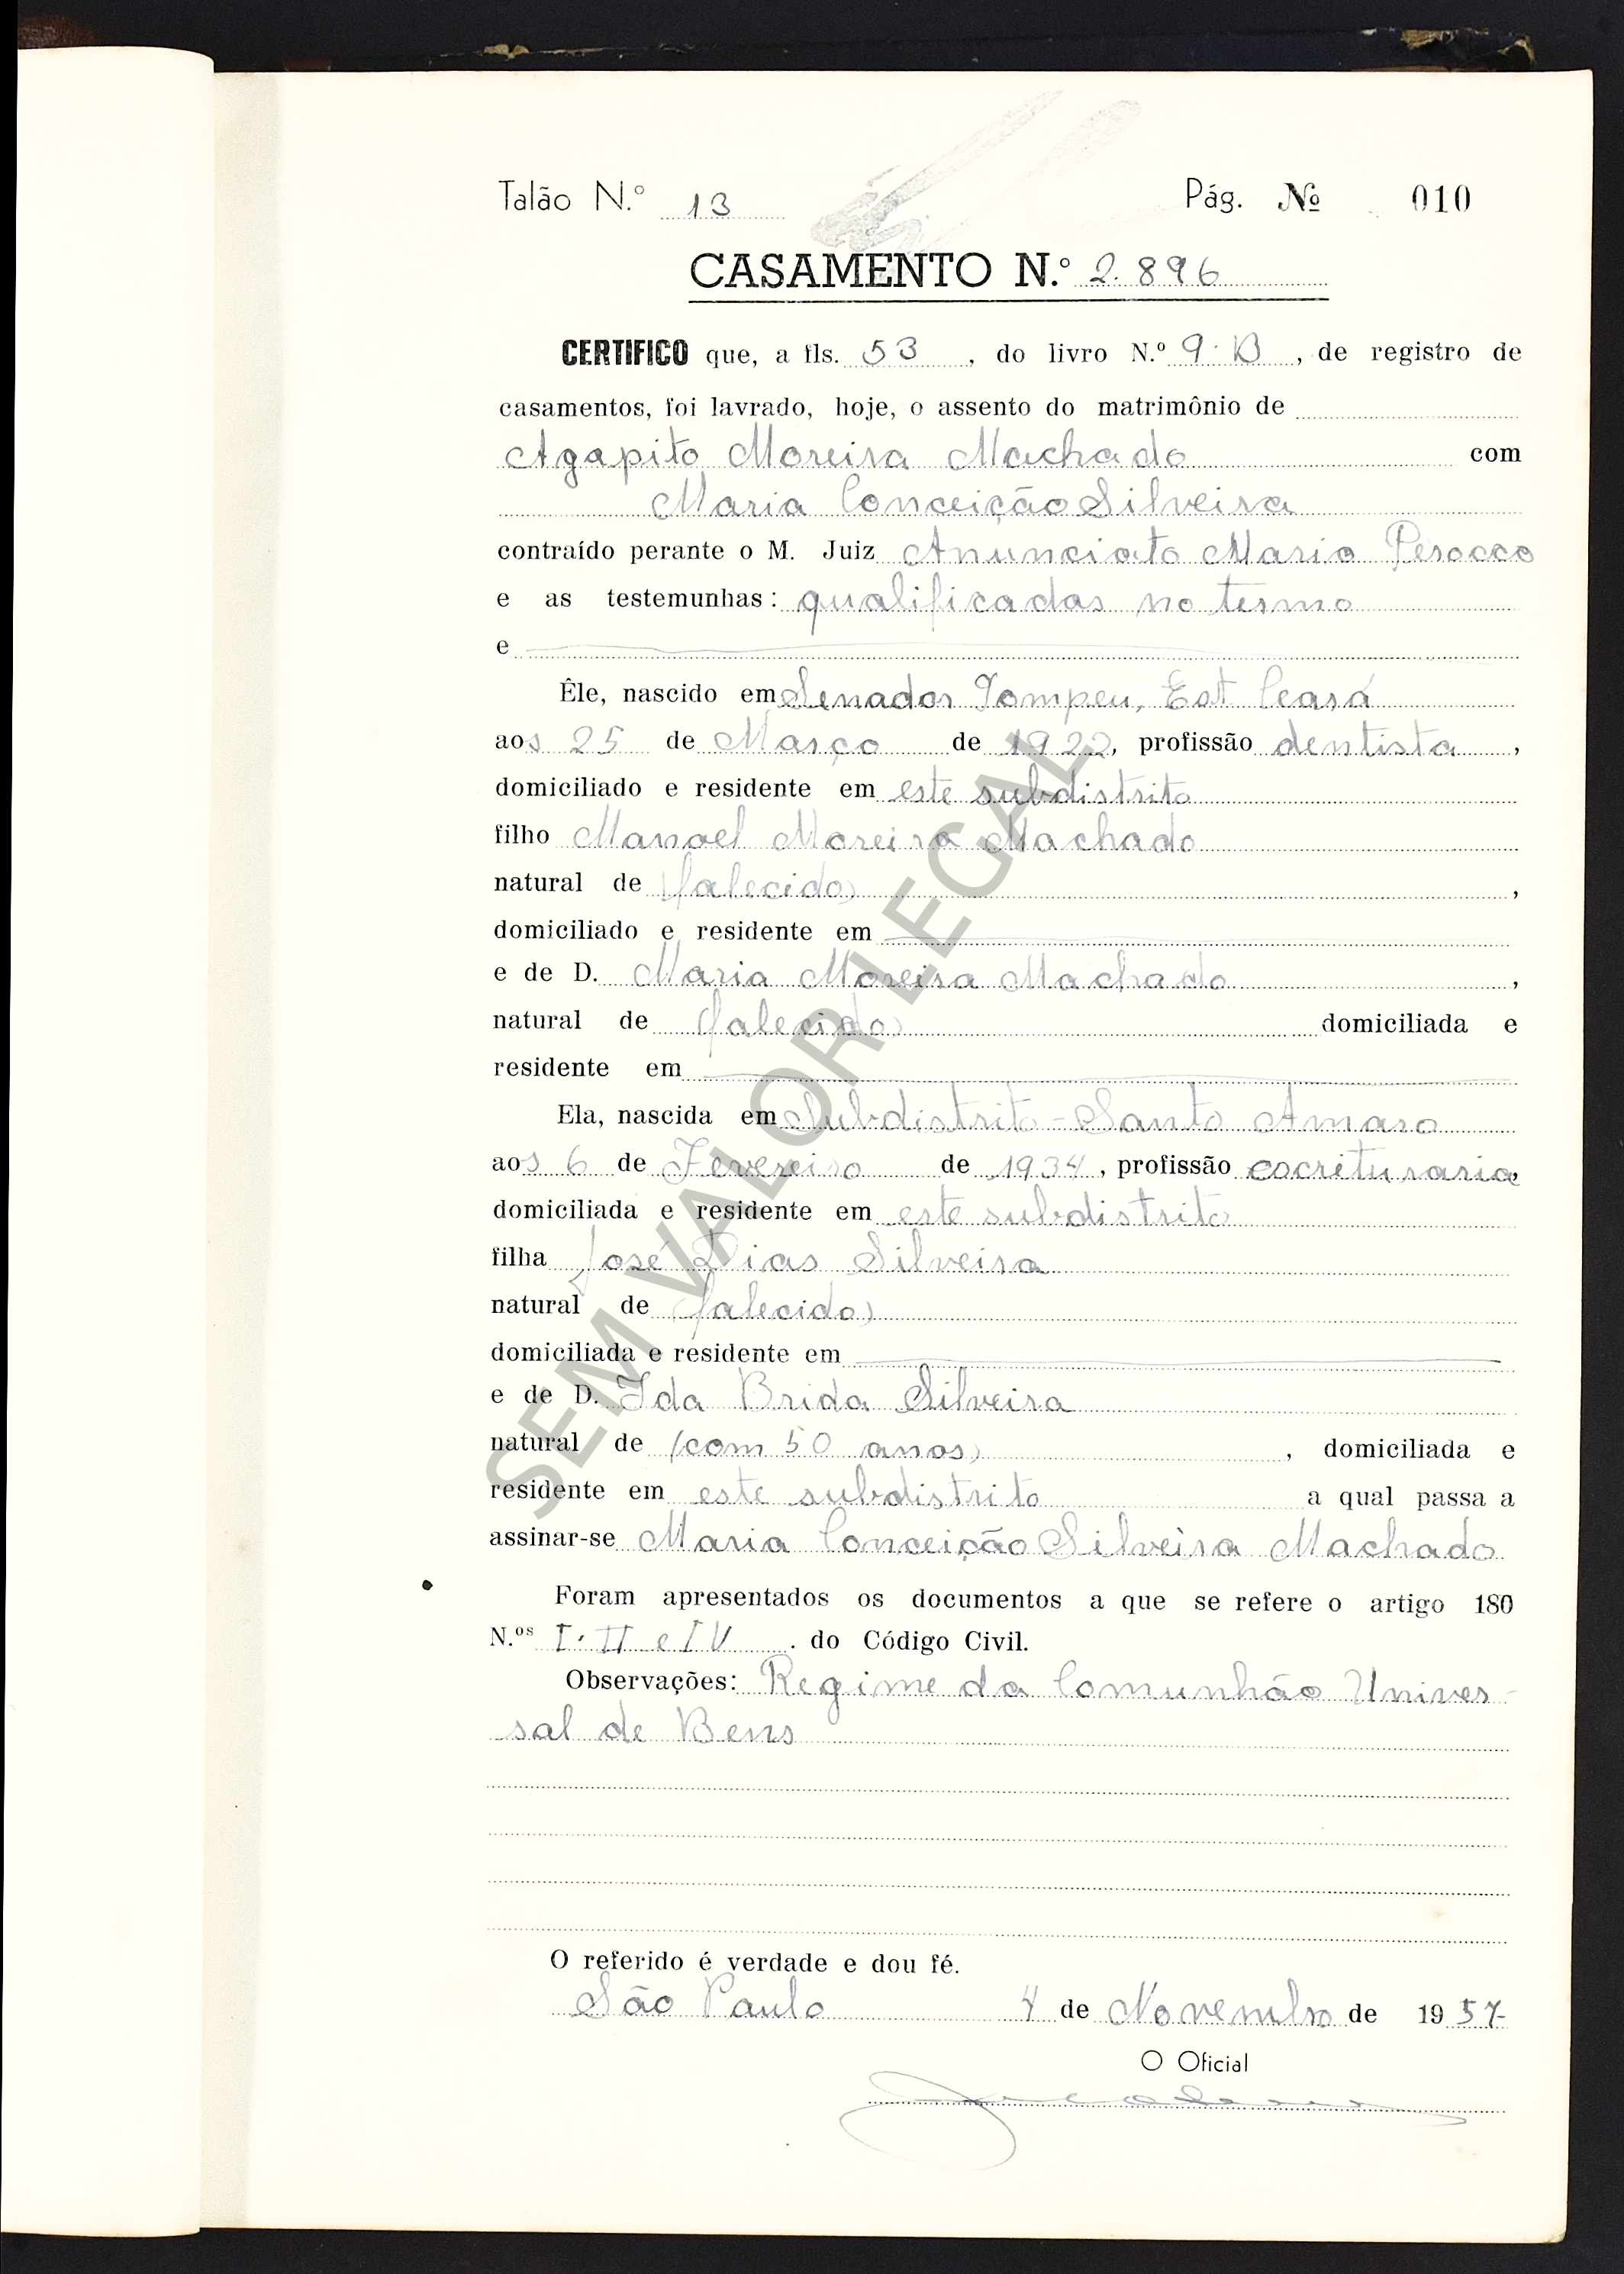 Talão N.º 13 Pág. Nº 010
CASAMENTO N.º 2.896
CERTIFICO que, a fls. 53, do livro N.º 9-B, de registro de
casamentos, foi lavrado, hoje, o assento do matrimônio de
Agapito Moreira Machado com
Maria Conceição Silveira
contraído perante o M. Juiz Anunciato Mario Perocco
e as testemunhas: qualificadas no termo
e
Êle, nascido em Senador Pompeu, Est Ceará
aos 25 de Março de 1922, profissão dentista,
domiciliado e residente em este subdistrito
filho Manoel Moreira Machado
natural de (falecido),
domiciliado e residente em
e de D. Maria Moreira Machado,
natural de (falecida) domiciliada e
residente em
Ela, nascida em Subdistrito - Santo Amaro
aos 6 de Fevereiro de 1934, profissão escrituraria,
domiciliada e residente em este subdistrito
filha José Dias Silveira
natural de (falecido)
domiciliada e residente em
e de D. Ida Brida Silveira
natural de (com 50 anos), domiciliada e
residente em este subdistrito a qual passa a
assinar-se Maria Conceição Silveira Machado
Foram apresentados os documentos a que se refere o artigo 180
N.os I. II e IV. do Código Civil.
Observações: Regime da Comunhão Univer-
sal de Bens
O referido é verdade e dou fé.
São Paulo 4 de Novembro de 1957-
O Oficial
SEM VALOR LEGAL